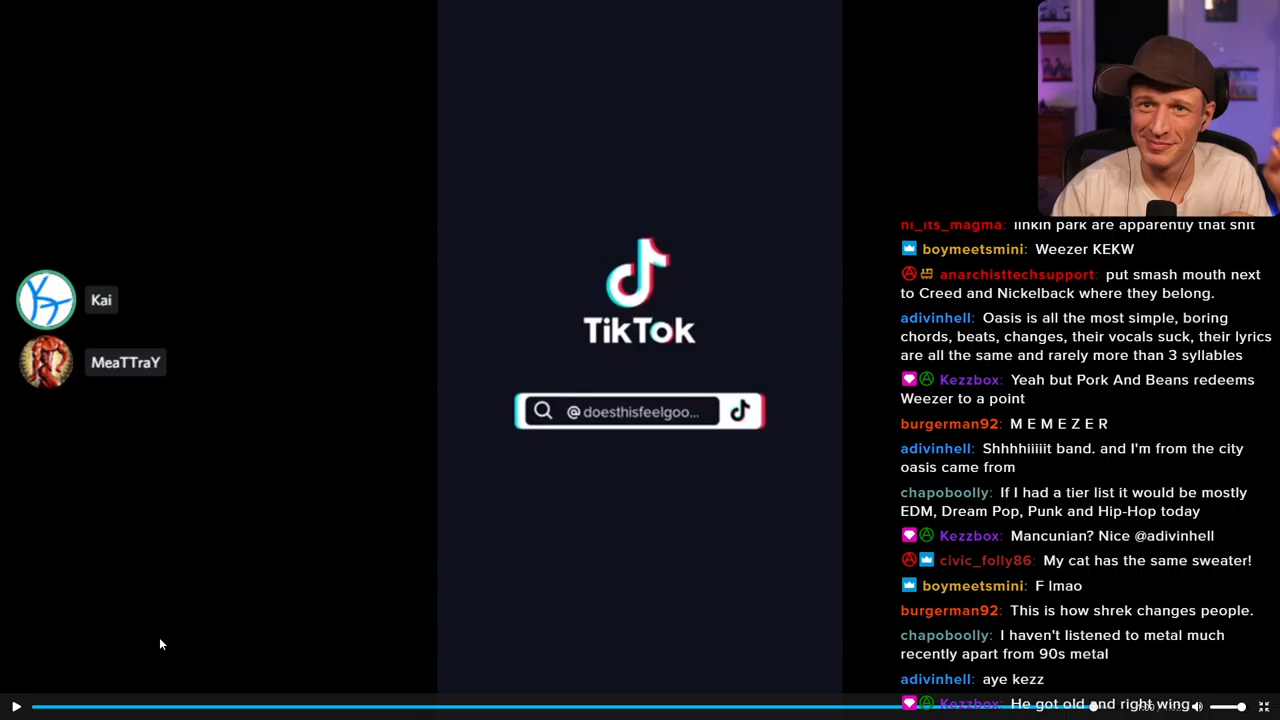 Kai
MeaTTraY
TikTok
@doesthisfeelgoo...
hi_its_magma: linkin park are apparently that shit
boymeetsmini: Weezer KEKW
anarchisttechsupport: put smash mouth next
to Creed and Nickelback where they belong.
adivinhell: Oasis is all the most simple, boring
chords, beats, changes, their vocals suck, their lyrics
are all the same and rarely more than 3 syllables
Kezzbox: Yeah but Pork And Beans redeems
Weezer to a point
burgerman92: M E M E Z E R
adivinhell: Shhhhiiiiit band. and I'm from the city
oasis came from
chapoboolly: If I had a tier list it would be mostly
EDM, Dream Pop, Punk and Hip-Hop today
Kezzbox: Mancunian? Nice @adivinhell
civic_folly86: My cat has the same sweater!
boymeetsmini: F lmao
burgerman92: This is how shrek changes people.
chapoboolly: I haven't listened to metal much
recently apart from 90s metal
adivinhell: aye kezz
Kezzbox: He got old and right wing